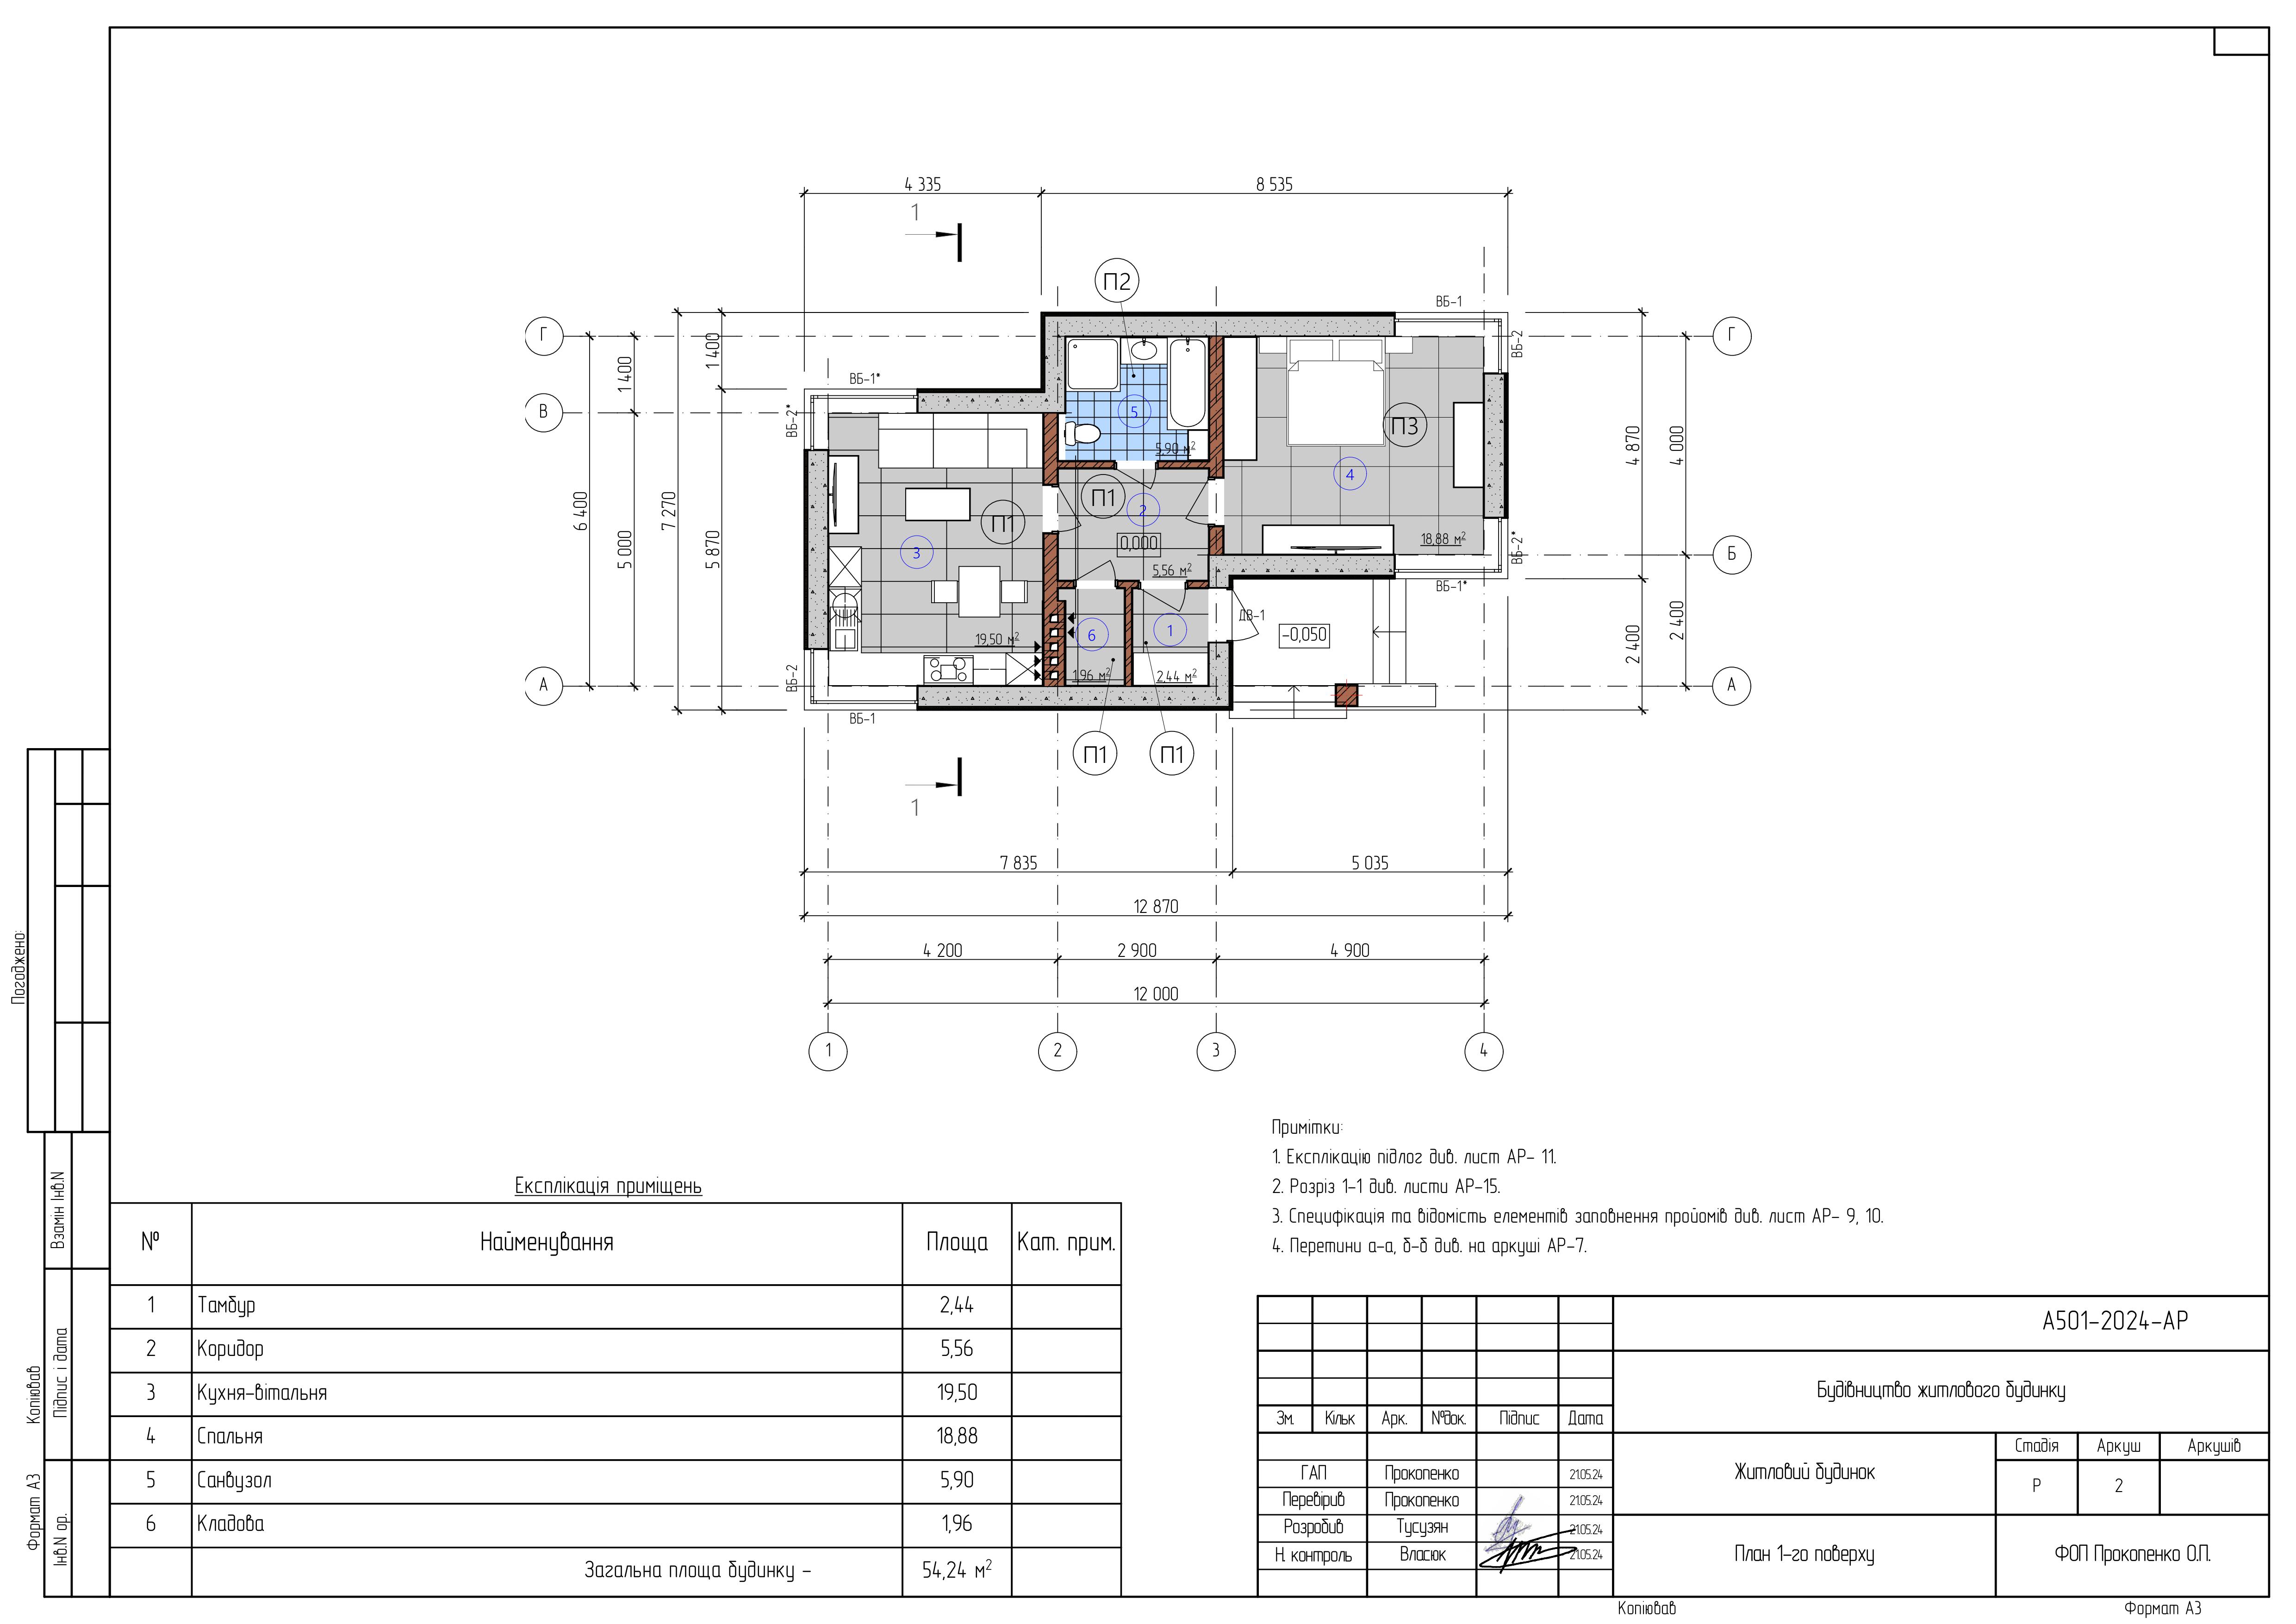 4 335
8 535
1
П2
ВБ-1
Г
1 400
1 400
ВБ-2
Г
ВБ-1*
В
ВБ-2*
5
5,90 м²
П3
4
4 870
4 000
6 400
7 270
П1
П1
2
3
0,000
5,56 м²
18,88 м²
ВБ-2*
Б
5 000
5 870
ВБ-1*
ДВ-1
19,50 м²
6
1
-0,050
2 400
2 400
1,96 м²
2,44 м²
ВБ-2
А
А
ВБ-1
П1
П1
1
7 835
5 035
12 870
4 200
2 900
4 900
12 000
1
2
3
4
Погоджено:
Взамін Інв.N
Підпис і дата
Інв.N ор.
Копіював
Формат А3
Примітки:
1. Експлікацію підлог див. лист АР- 11.
2. Розріз 1-1 див. листи АР-15.
3. Специфікація та відомість елементів заповнення пройомів див. лист АР- 9, 10.
4. Перетини а-а, б-б див. на аркуші АР-7.
Експлікація приміщень
№ Найменування Площа Кат. прим.
1 Тамбур 2,44
2 Коридор 5,56
3 Кухня-вітальня 19,50
4 Спальня 18,88
5 Санвузол 5,90
6 Кладова 1,96
Загальна площа будинку - 54,24 м²
А501-2024-АР
Будівництво житлового будинку
Зм. Кільк Арк. №док. Підпис Дата
Житловий будинок
Стадія Аркуш Аркушів
Р 2
ГАП Прокопенко 21.05.24
Перевірив Прокопенко 21.05.24
Розробив Тусузян 21.05.24
Н. контроль Власюк 21.05.24
План 1-го поверху
ФОП Прокопенко О.П.
Копіював
Формат А3